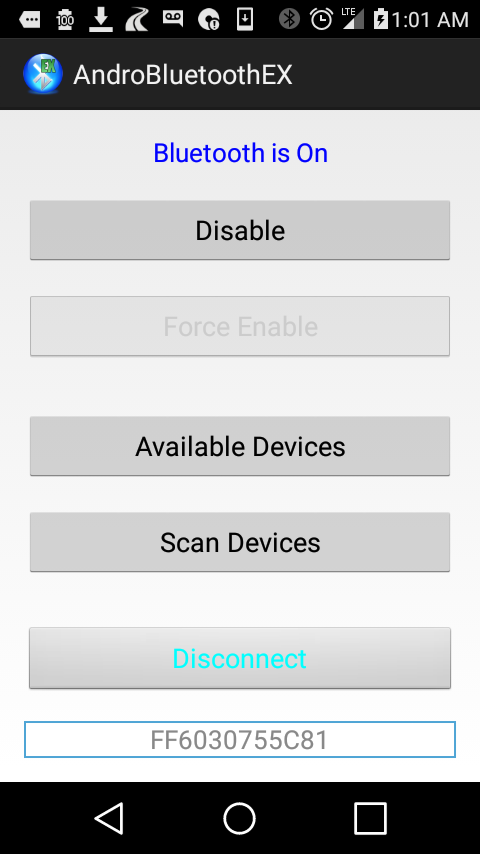 100
LTE
1:01 AM
EX
AndroBluetoothEX
Bluetooth is On
Disable
Force Enable
Available Devices
Scan Devices
Disconnect
FF6030755C81